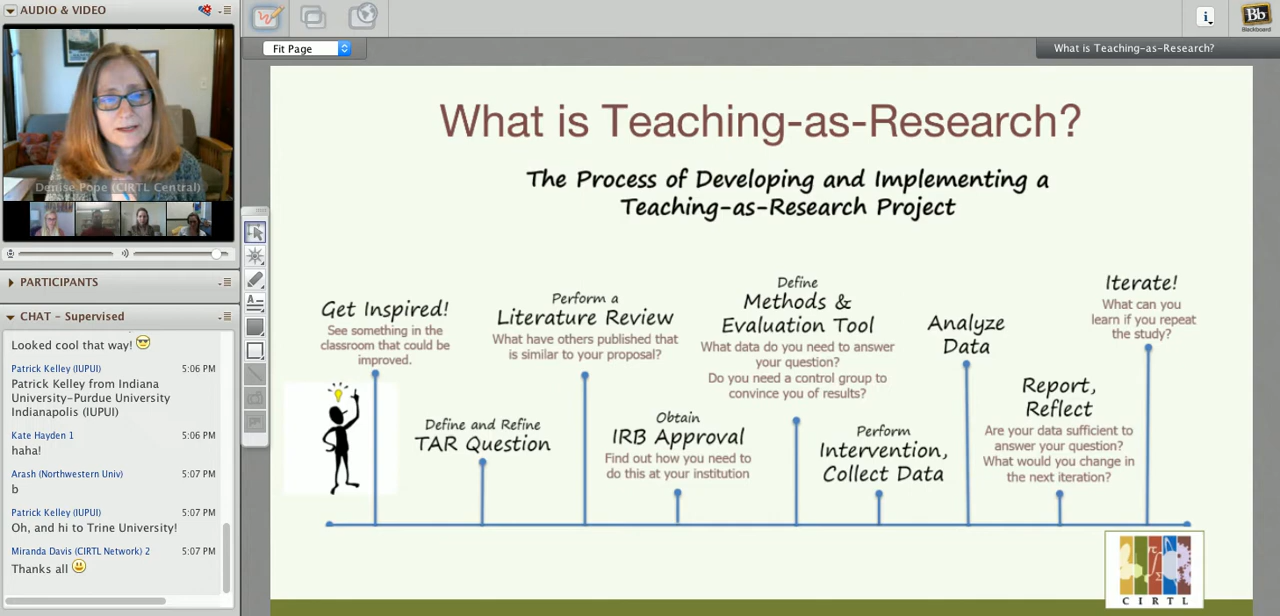 AUDIO & VIDEO
Denise Pope (CIRTL Central)
PARTICIPANTS
CHAT - Supervised
Looked cool that way!
Patrick Kelley (IUPUI) 5:06 PM
Patrick Kelley from Indiana
University-Purdue University
Indianapolis (IUPUI)
Kate Hayden 1 5:06 PM
haha!
Arash (Northwestern Univ) 5:07 PM
b
Patrick Kelley (IUPUI) 5:07 PM
Oh, and hi to Trine University!
Miranda Davis (CIRTL Network) 2 5:07 PM
Thanks all
Fit Page
i
Bb
Blackboard
What is Teaching-as-Research?
What is Teaching-as-Research?
The Process of Developing and Implementing a
Teaching-as-Research Project
Get Inspired!
See something in the
classroom that could be
improved.
Define and Refine
TAR Question
Perform a
Literature Review
What have others published that
is similar to your proposal?
Obtain
IRB Approval
Find out how you need to
do this at your institution
Define
Methods &
Evaluation Tool
What data do you need to answer
your question?
Do you need a control group to
convince you of results?
Perform
Intervention,
Collect Data
Analyze
Data
Report,
Reflect
Are your data sufficient to
answer your question?
What would you change in
the next iteration?
Iterate!
What can you
learn if you repeat
the study?
CIRTL